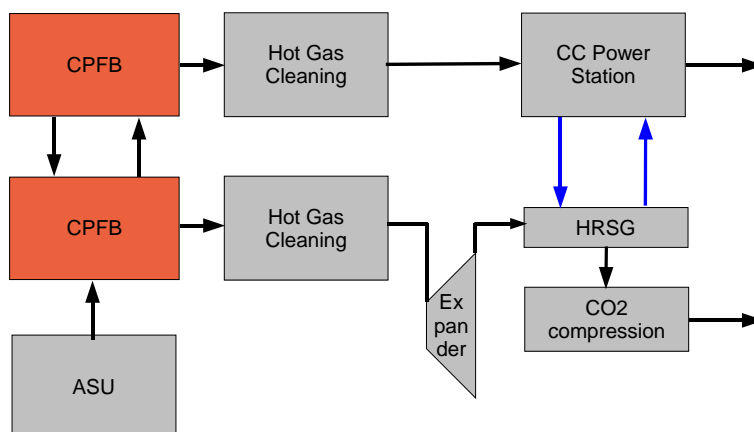 CPFB
Hot Gas
Cleaning
CC Power
Station
CPFB
Hot Gas
Cleaning
HRSG
Ex
pan
der
CO2
compression
ASU